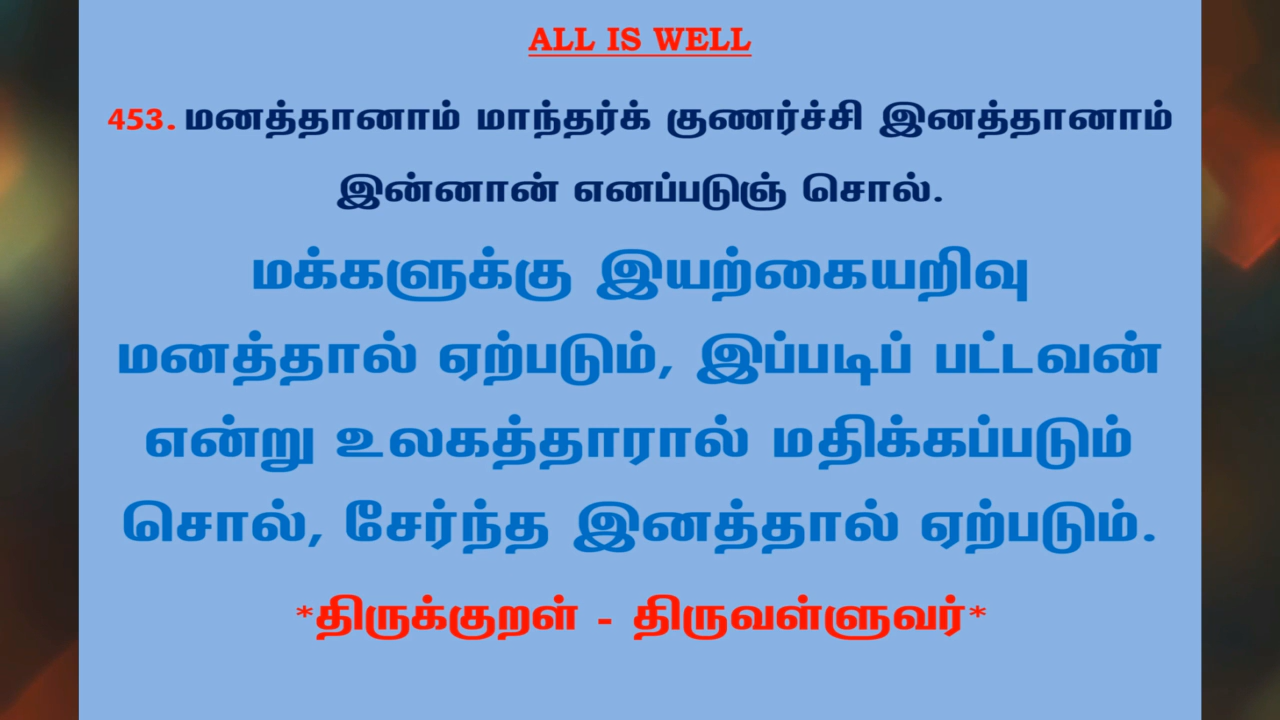 ALL IS WELL
453. மனத்தானாம் மாந்தர்க் குணர்ச்சி இனத்தானாம்
இன்னான் எனப்படுஞ் சொல்.
மக்களுக்கு இயற்கையறிவு
மனத்தால் ஏற்படும், இப்படிப் பட்டவன்
என்று உலகத்தாரால் மதிக்கப்படும்
சொல், சேர்ந்த இனத்தால் ஏற்படும்.
*திருக்குறள் - திருவள்ளுவர்*